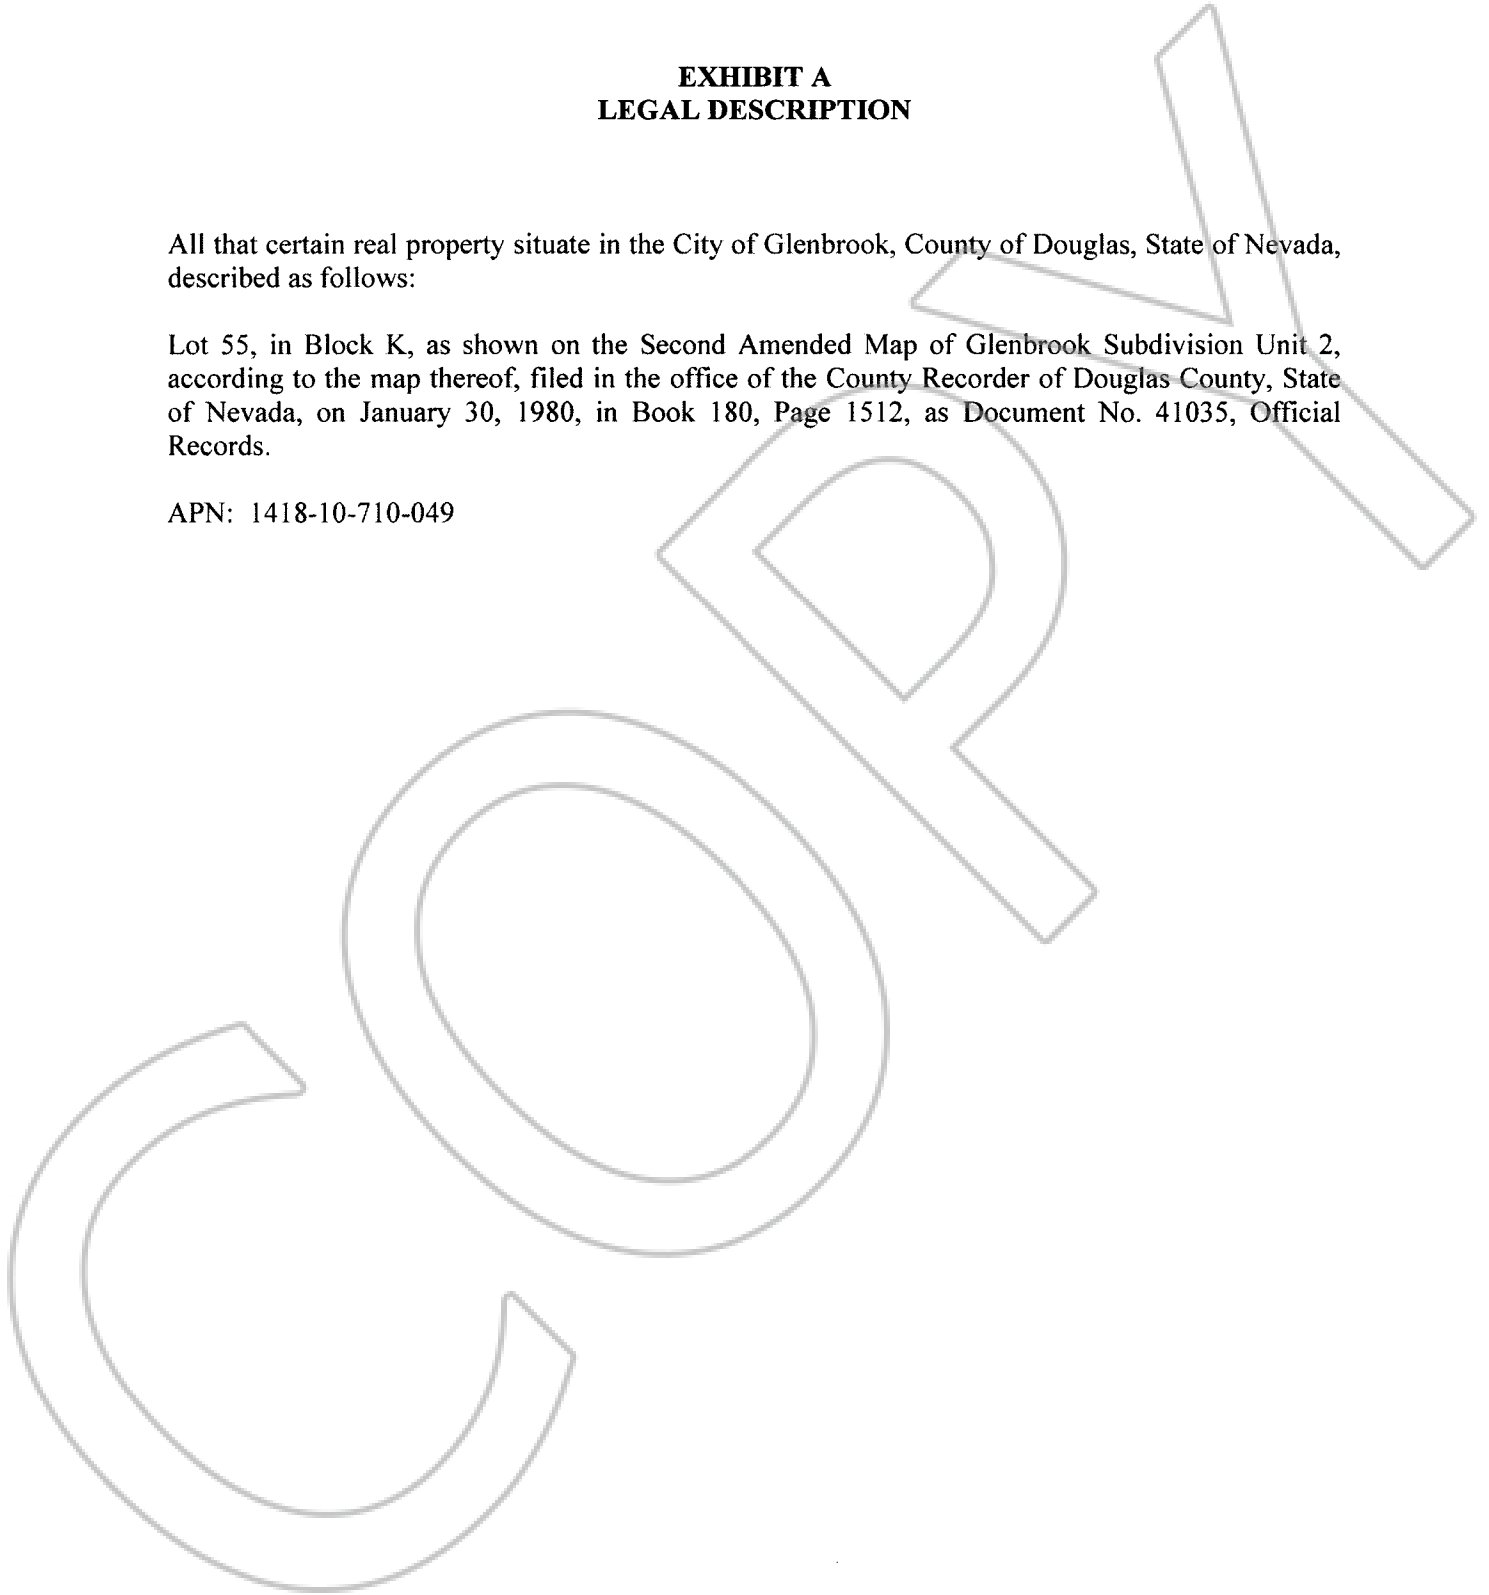 EXHIBIT A
LEGAL DESCRIPTION
All that certain real property situate in the City of Glenbrook, County of Douglas, State of Nevada,
described as follows:
Lot 55, in Block K, as shown on the Second Amended Map of Glenbrook Subdivision Unit 2,
according to the map thereof, filed in the office of the County Recorder of Douglas County, State
of Nevada, on January 30, 1980, in Book 180, Page 1512, as Document No. 41035, Official
Records.
APN: 1418-10-710-049
COPY